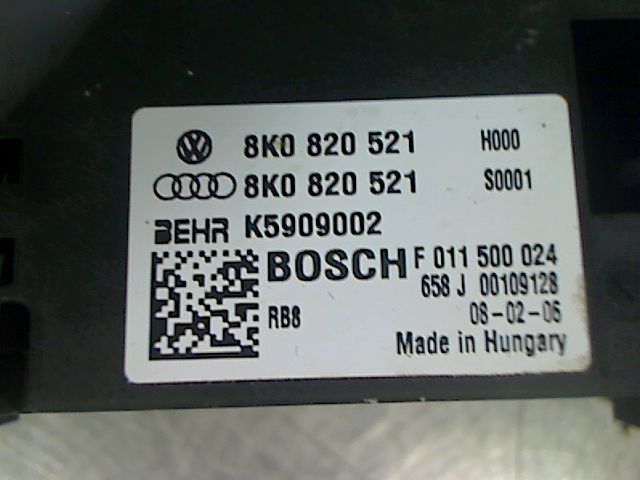 8K0 820 521 H000
8K0 820 521 S0001
BEHR K5909002
BOSCH F 011 500 024
658 J 00109128
RB8 08-02-06
Made in Hungary